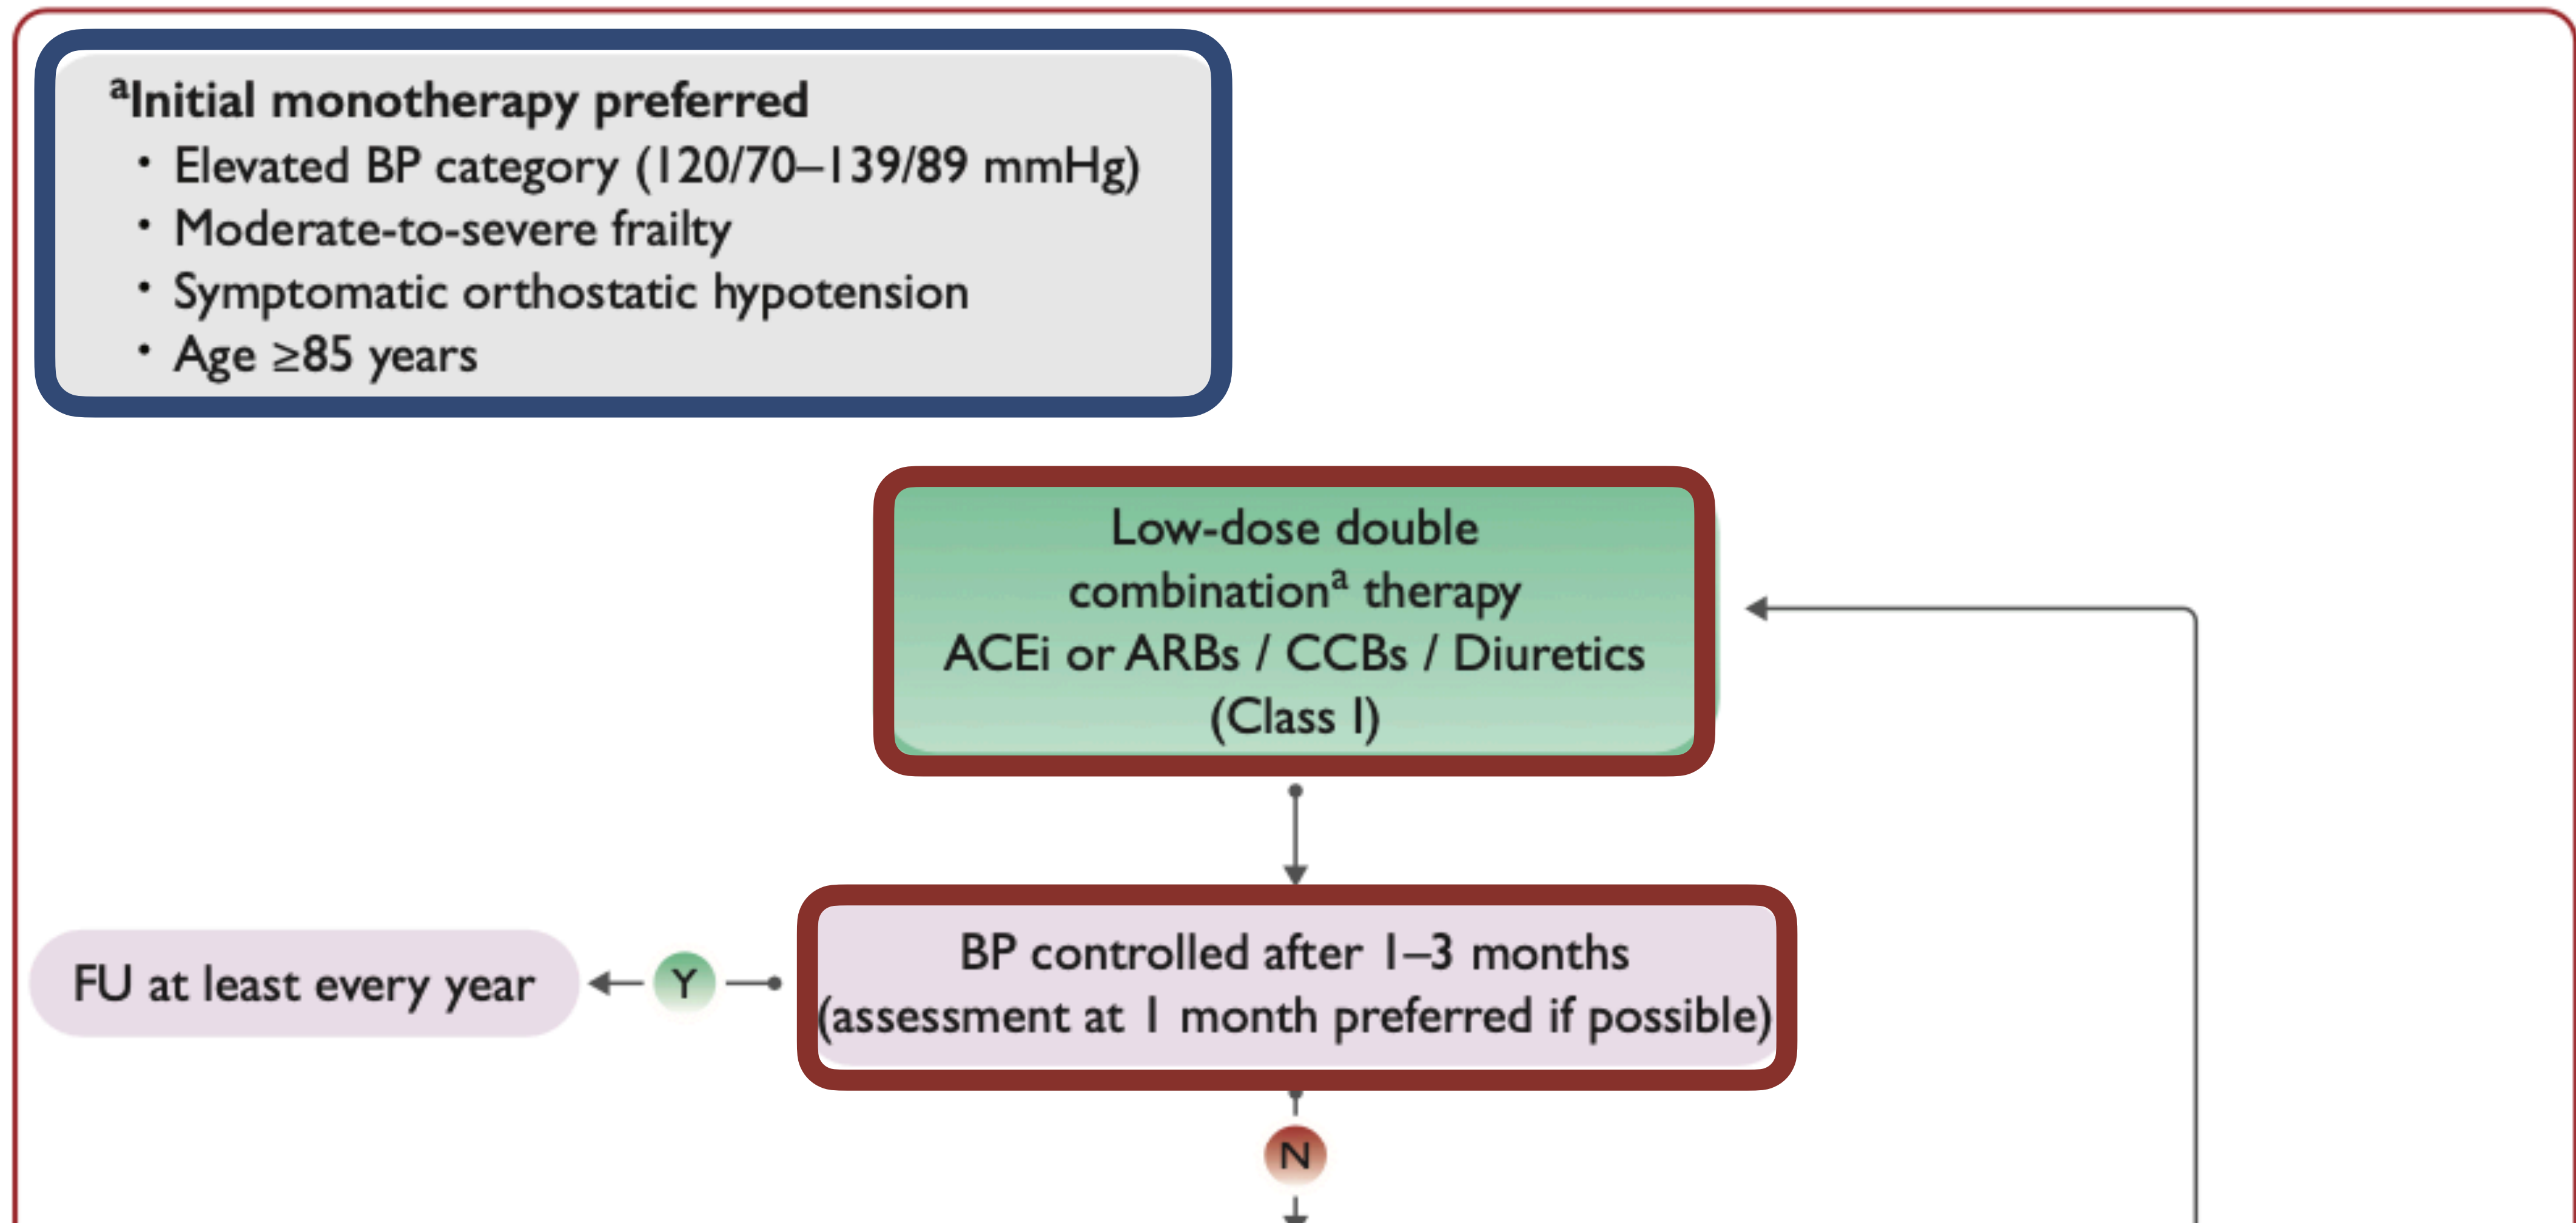 aInitial monotherapy preferred
• Elevated BP category (120/70–139/89 mmHg)
• Moderate-to-severe frailty
• Symptomatic orthostatic hypotension
• Age ≥85 years
Low-dose double
combinationa therapy
ACEi or ARBs / CCBs / Diuretics
(Class I)
FU at least every year
Y
BP controlled after 1–3 months
(assessment at 1 month preferred if possible)
N